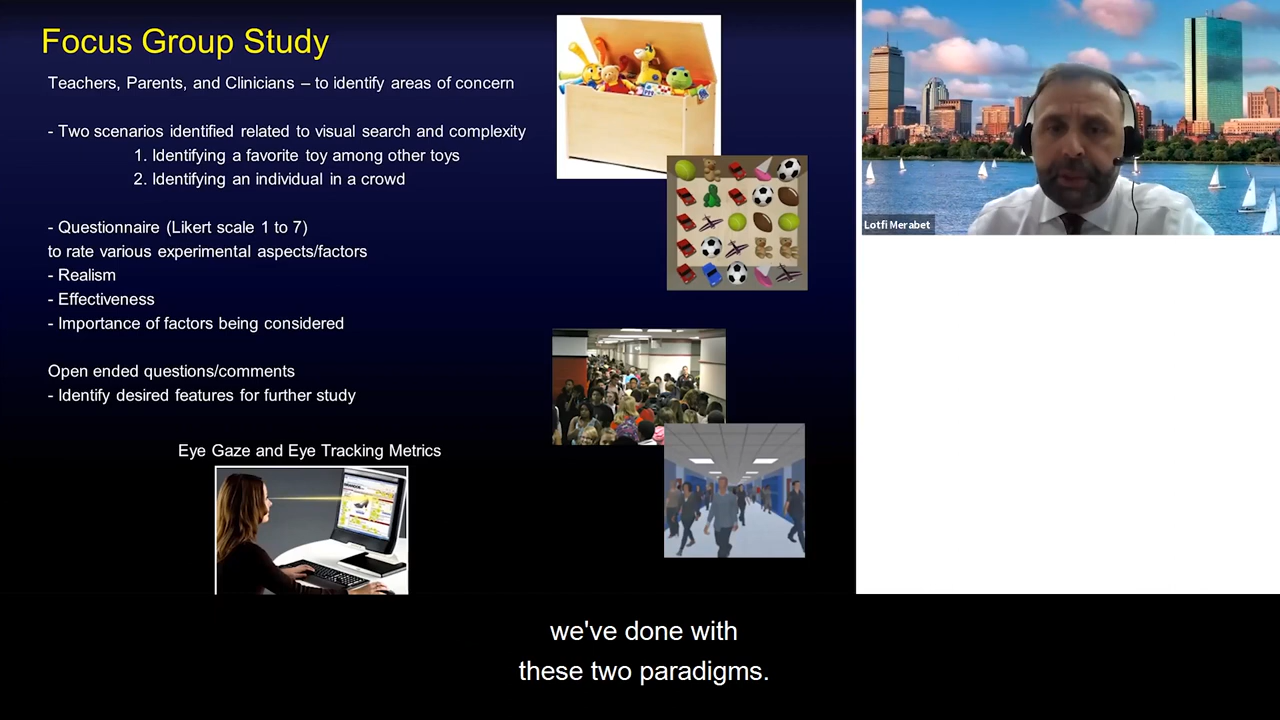 Focus Group Study
Teachers, Parents, and Clinicians – to identify areas of concern
- Two scenarios identified related to visual search and complexity
1. Identifying a favorite toy among other toys
2. Identifying an individual in a crowd
- Questionnaire (Likert scale 1 to 7)
to rate various experimental aspects/factors
- Realism
- Effectiveness
- Importance of factors being considered
Open ended questions/comments
- Identify desired features for further study
Eye Gaze and Eye Tracking Metrics
Lotfi Merabet
we've done with
these two paradigms.